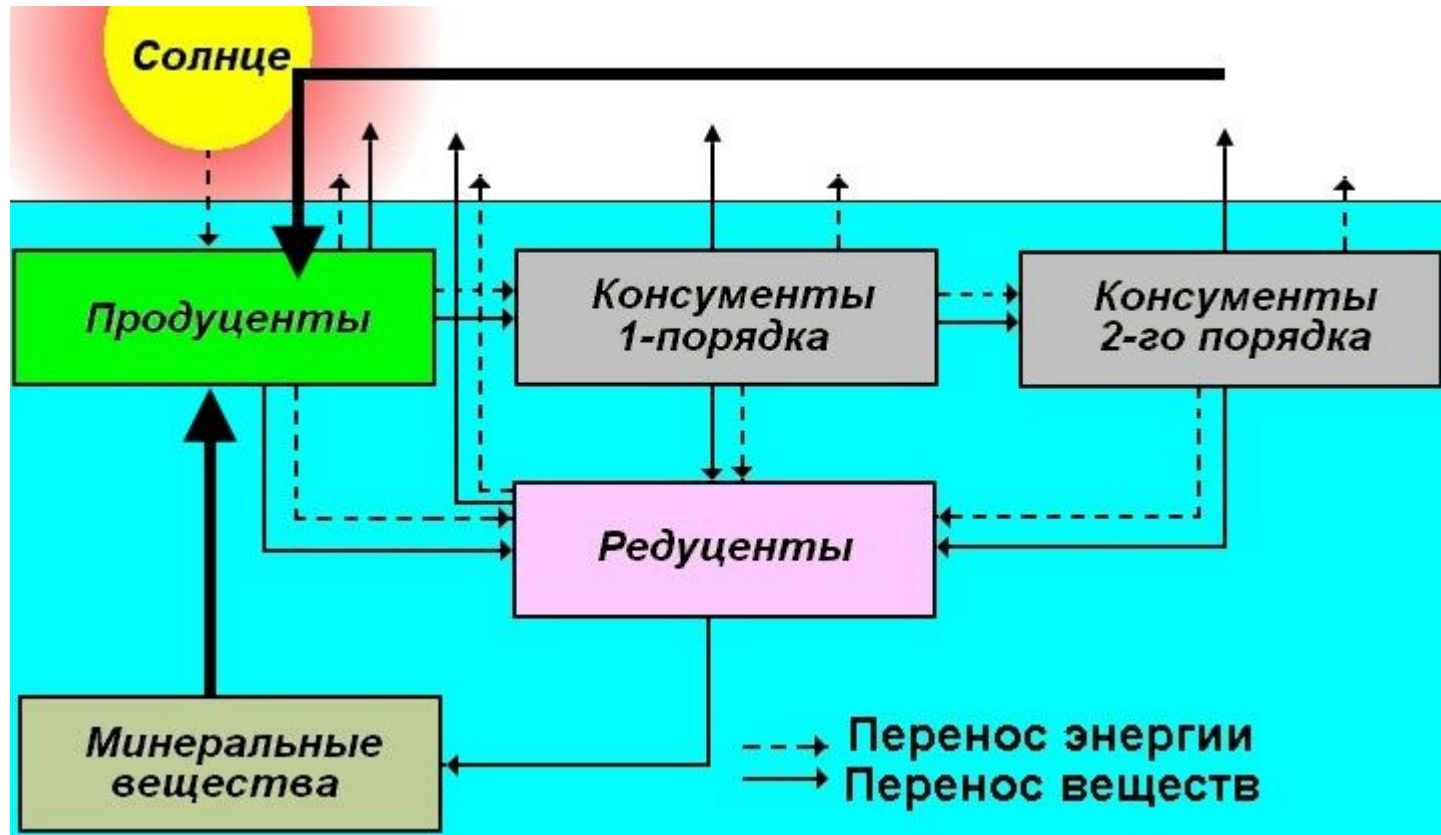 Солнце
Продуценты
Консументы
1-порядка
Консументы
2-го порядка
Редуценты
Минеральные
вещества
Перенос энергии
Перенос веществ